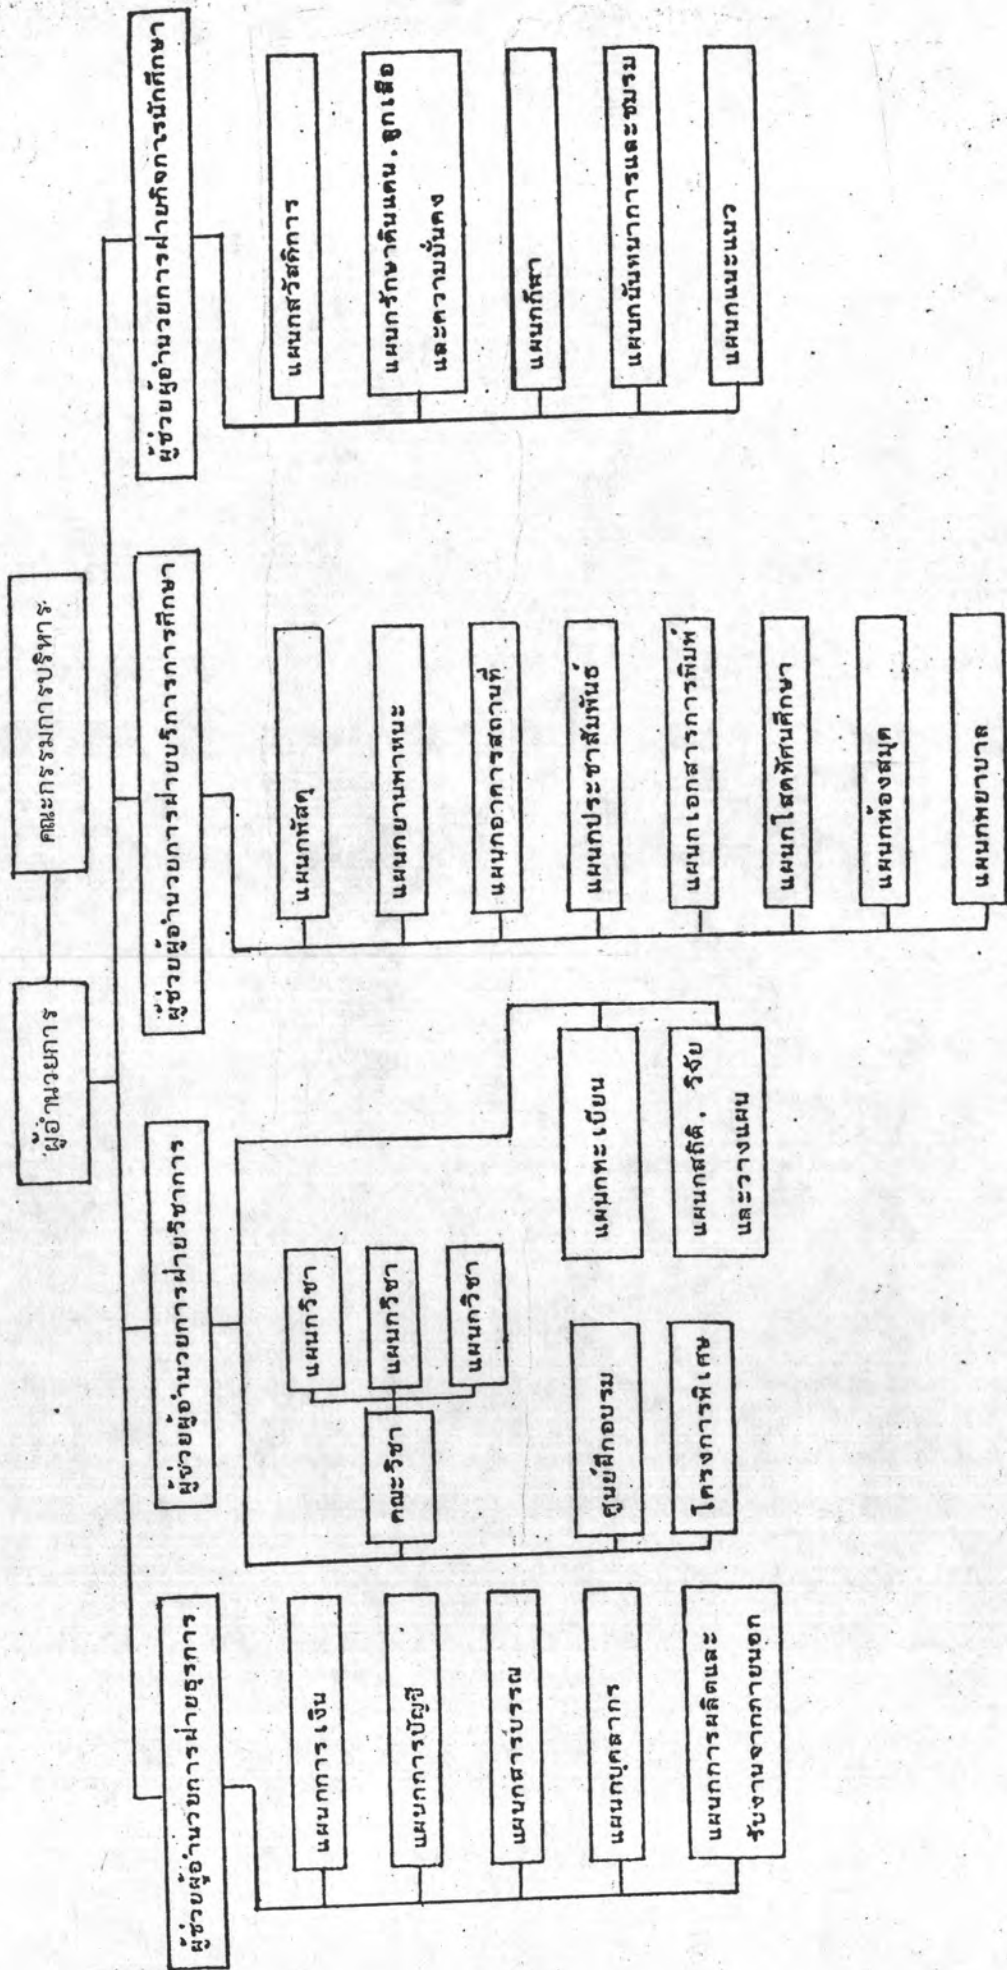 ผู้อำนวยการ
คณะกรรมการบริหาร
ผู้ช่วยผู้อำนวยการฝ่ายธุรการ
แผนกการเงิน
แผนกการบัญชี
แผนกสารบรรณ
แผนกบุคลากร
แผนกการผลิตและ
รับงานจากภายนอก
ผู้ช่วยผู้อำนวยการฝ่ายวิชาการ
คณะวิชา
แผนกวิชา
แผนกวิชา
แผนกวิชา
ศูนย์ฝึกอบรม
โครงการพิเศษ
แผนกทะเบียน
แผนกสถิติ . วิจัย
และวางแผน
ผู้ช่วยผู้อำนวยการฝ่ายบริการการศึกษา
แผนกพัสดุ
แผนกยานพาหนะ
แผนกอาคารสถานที่
แผนกประชาสัมพันธ์
แผนกเอกสารการพิมพ์
แผนกโสตทัศนศึกษา
แผนกห้องสมุด
แผนกพยาบาล
ผู้ช่วยผู้อำนวยการฝ่ายกิจการนักศึกษา
แผนกสวัสดิการ
แผนกรักษาดินแดน . ลูกเสือ
และความมั่นคง
แผนกกีฬา
แผนกนันทนาการและชมรม
แผนกแนะแนว